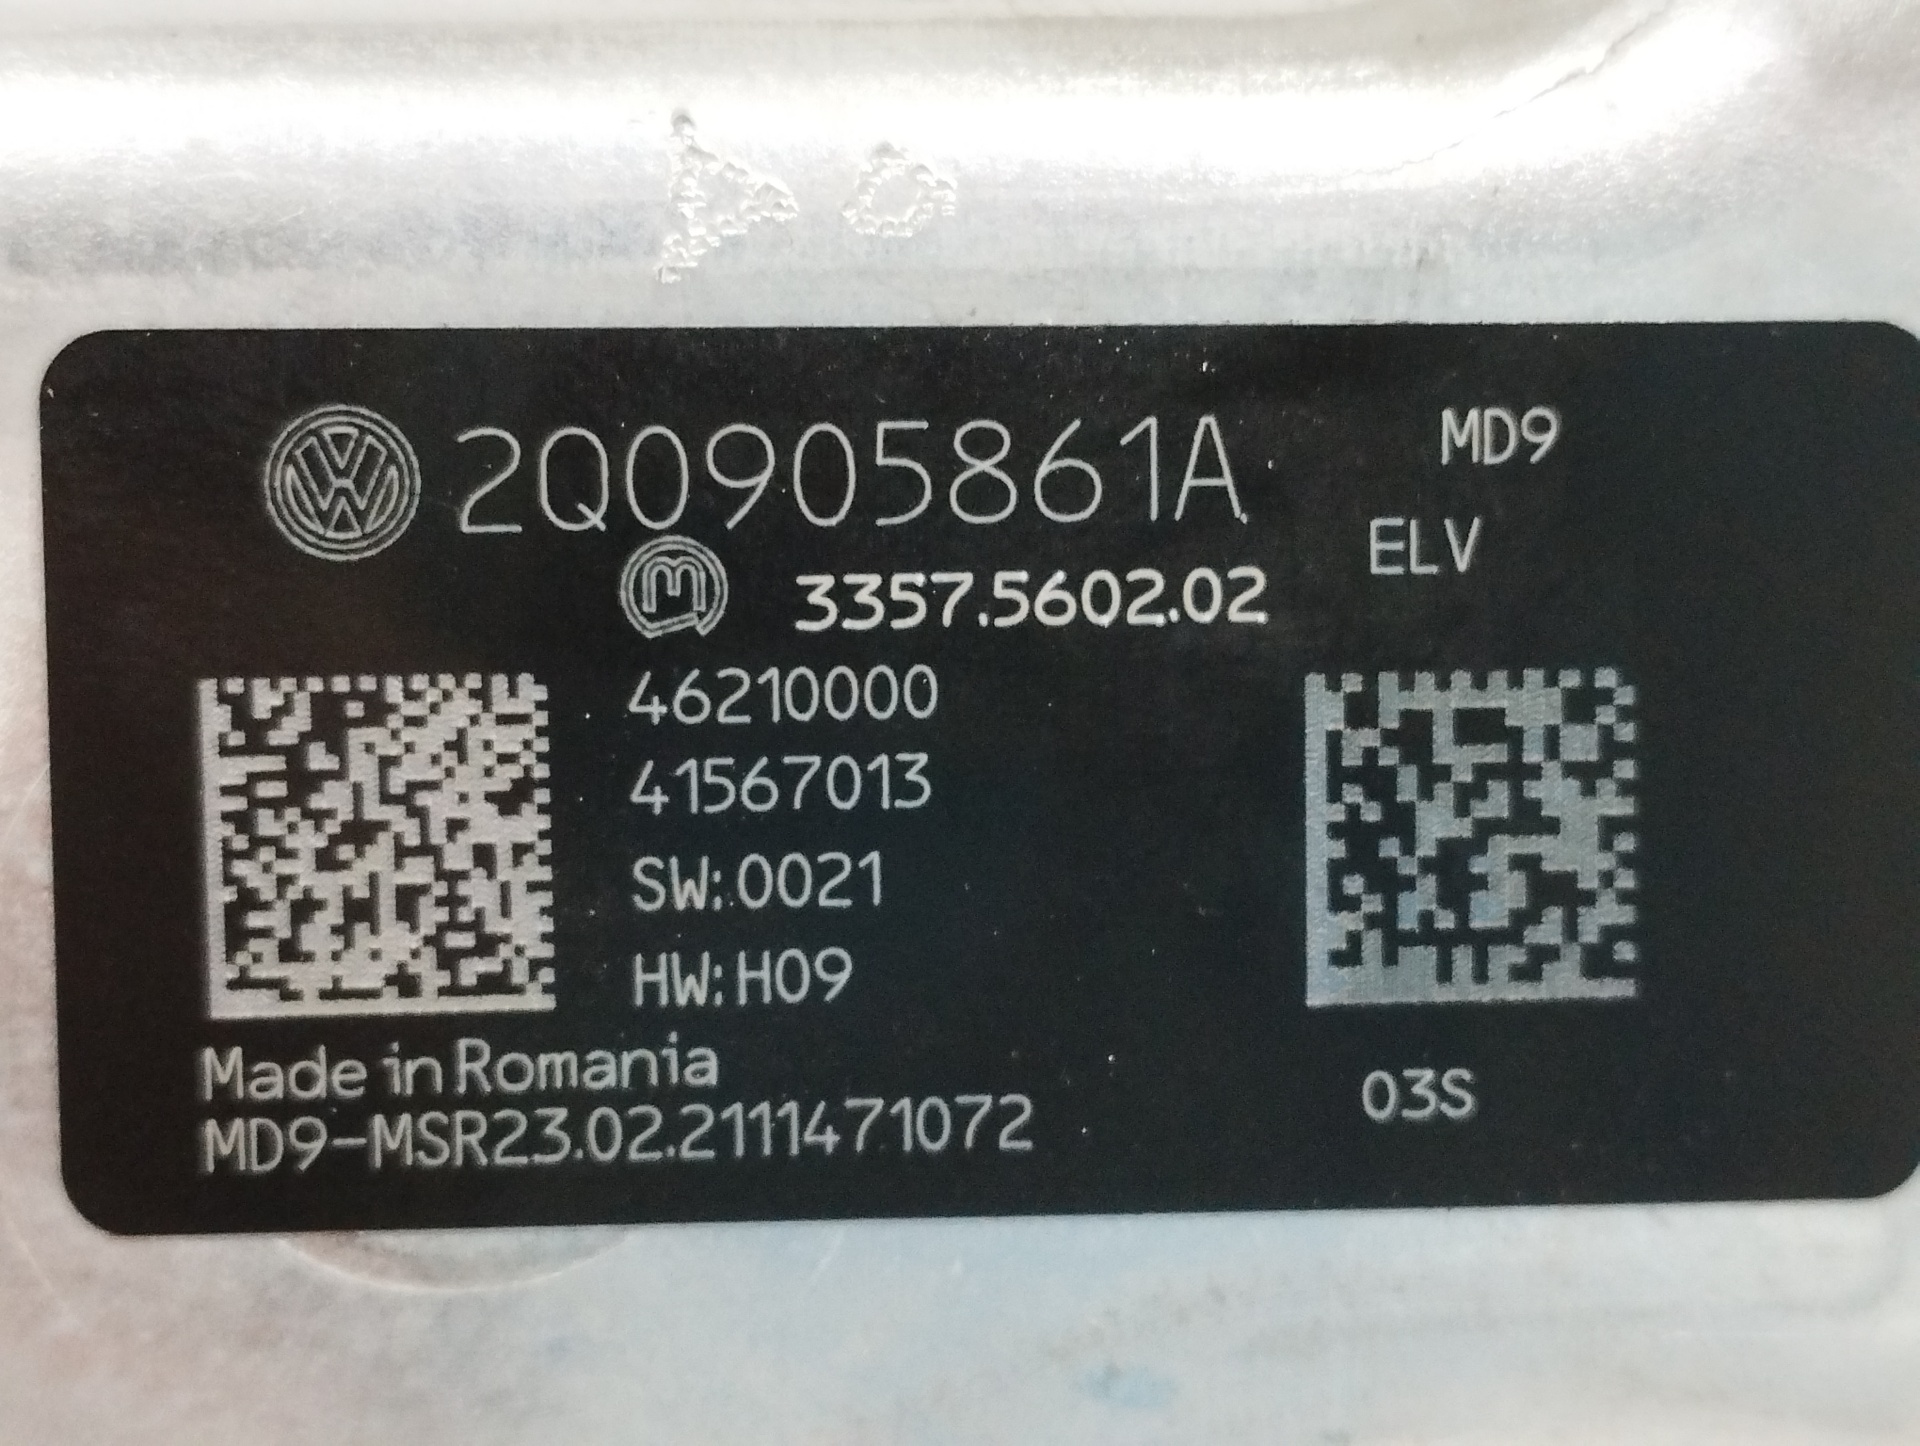 2Q0905861A
MD9
ELV
3357.5602.02
46210000
41567013
SW:0021
HW:H09
Made in Romania
MD9-MSR23.02.2111471072
03S